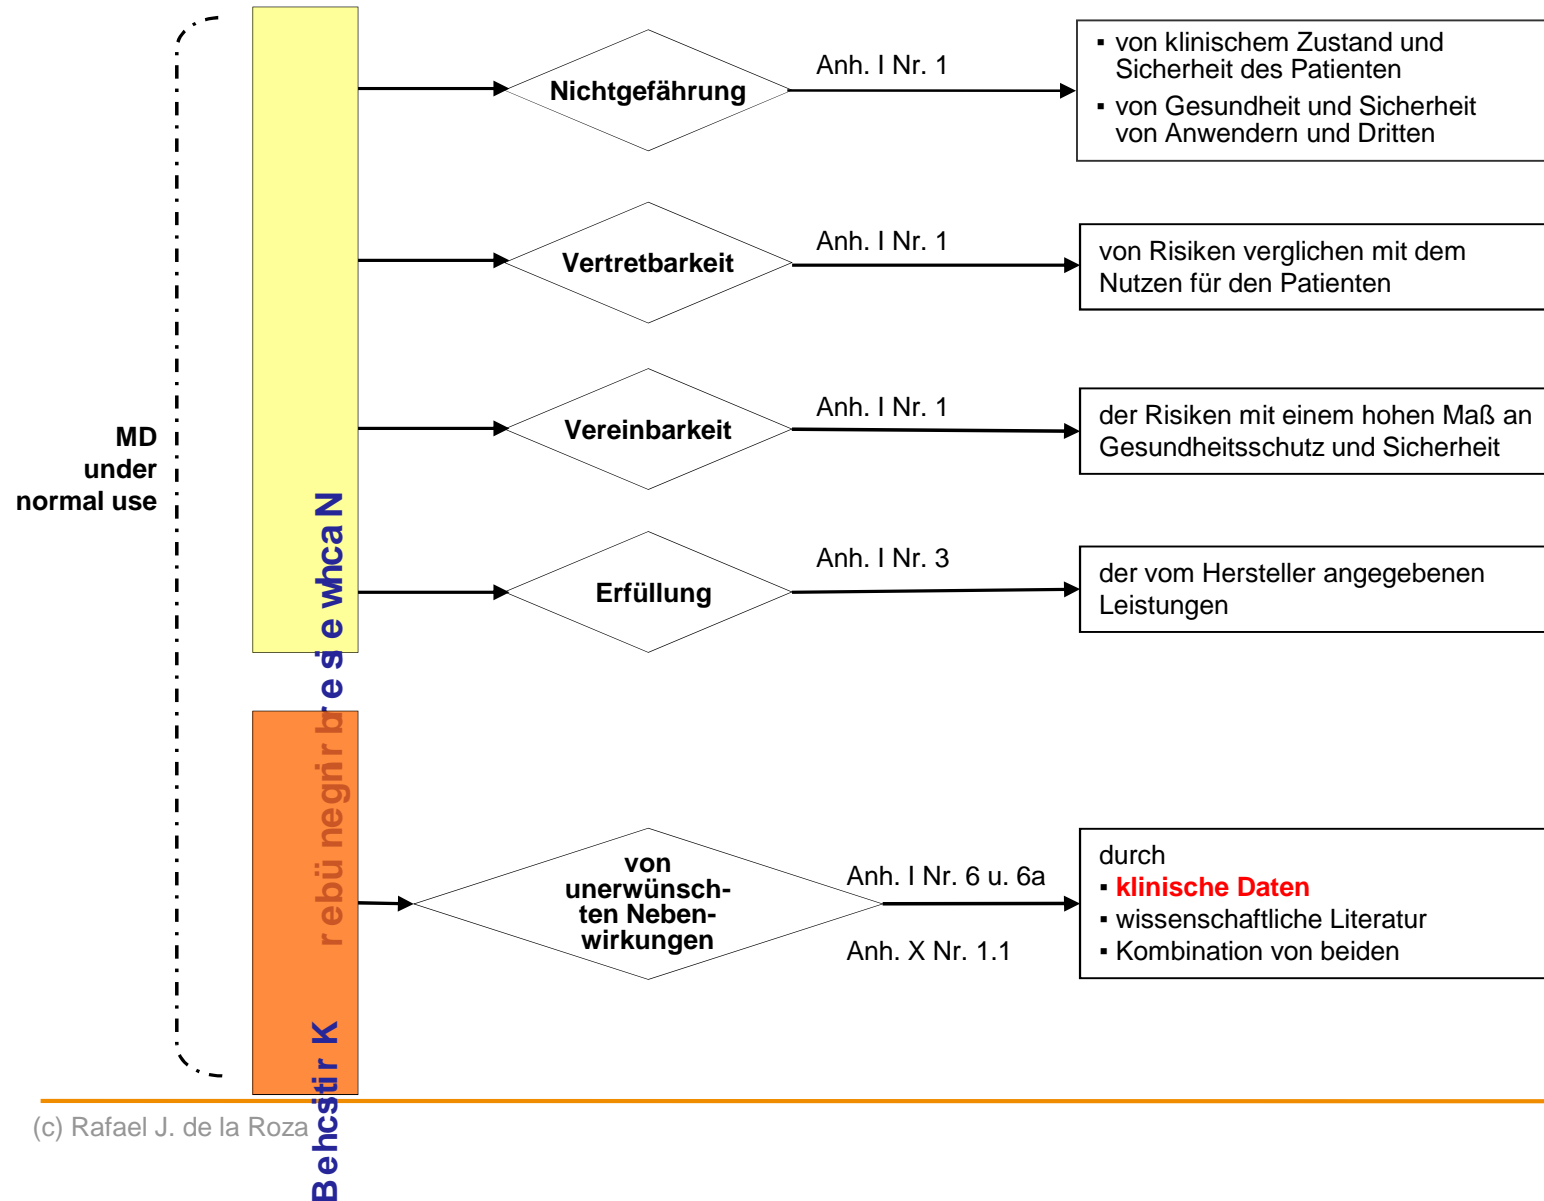 MD
under
normal use
Nichtgefährung
Anh. I Nr. 1
▪ von klinischem Zustand und
Sicherheit des Patienten
▪ von Gesundheit und Sicherheit
von Anwendern und Dritten
Vertretbarkeit
Anh. I Nr. 1
von Risiken verglichen mit dem
Nutzen für den Patienten
Vereinbarkeit
Anh. I Nr. 1
der Risiken mit einem hohen Maß an
Gesundheitsschutz und Sicherheit
Erfüllung
Anh. I Nr. 3
der vom Hersteller angegebenen
Leistungen
rebü negnirbre siewhcaN
von
unerwünsch-
ten Neben-
wirkungen
Anh. I Nr. 6 u. 6a
Anh. X Nr. 1.1
durch
▪ klinische Daten
▪ wissenschaftliche Literatur
▪ Kombination von beiden
(c) Rafael J. de la Roza